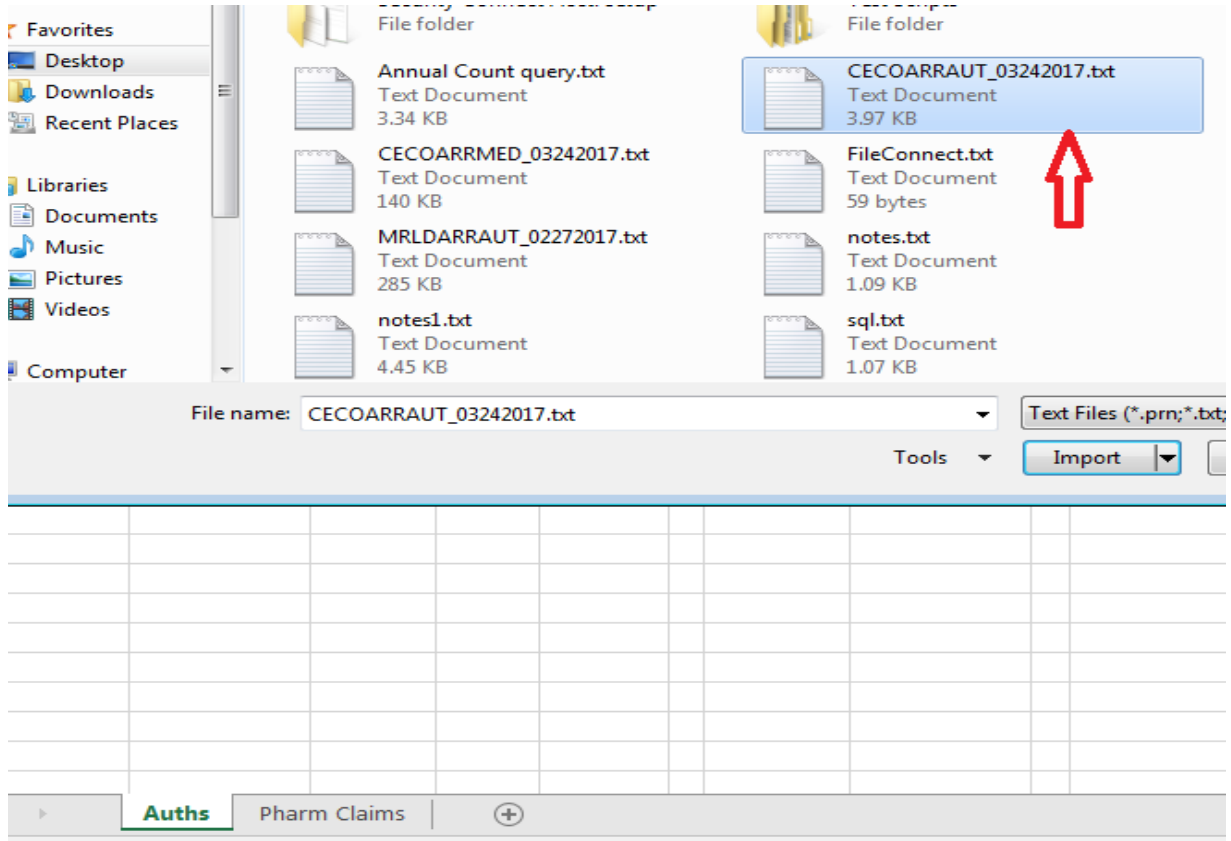 Favorites
Desktop
Downloads
Recent Places
Libraries
Documents
Music
Pictures
Videos
Computer
File folder
File folder
Annual Count query.txt
Text Document
3.34 KB
CECOARRAUT_03242017.txt
Text Document
3.97 KB
CECOARRMED_03242017.txt
Text Document
140 KB
FileConnect.txt
Text Document
59 bytes
MRLDARRAUT_02272017.txt
Text Document
285 KB
notes.txt
Text Document
1.09 KB
notes1.txt
Text Document
4.45 KB
sql.txt
Text Document
1.07 KB
File name: CECOARRAUT_03242017.txt
Text Files (*.prn;*.txt;
Tools
Import
Auths
Pharm Claims